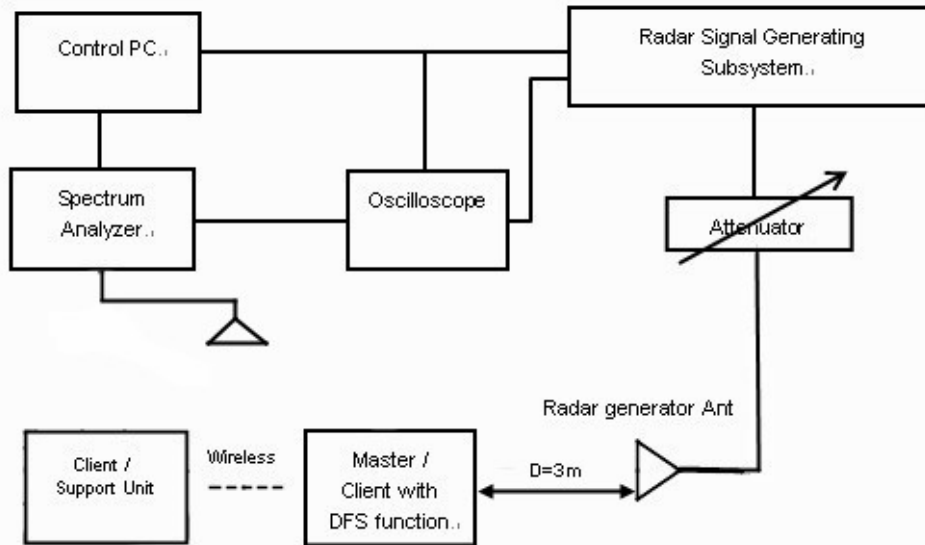 Control PC.
Radar Signal Generating
Subsystem.
Spectrum
Analyzer.
Oscilloscope
Attenuator
Radar generator Ant
Client /
Support Unit
Wireless
Master /
Client with
DFS function.
D=3m